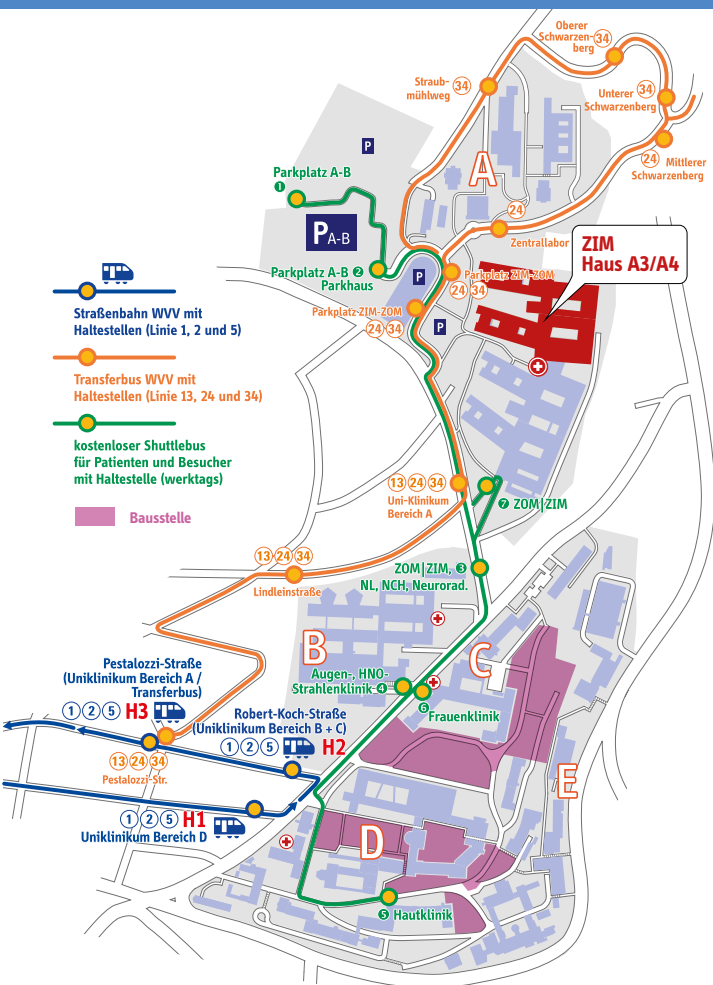 Oberer
Schwarzen-
berg
34
Straub-
mühlweg
34
Unterer
Schwarzenberg
34
24
Mittlerer
Schwarzenberg
P
A
Parkplatz A-B
1
P A-B
24
Zentrallabor
ZIM
Haus A3/A4
Parkplatz A-B 2
Parkhaus
P
Parkplatz ZIM-ZOM
24 34
Parkplatz ZIM-ZOM
24 34
P
Straßenbahn WVV mit
Haltestellen (Linie 1, 2 und 5)
Transferbus WVV mit
Haltestellen (Linie 13, 24 und 34)
kostenloser Shuttlebus
für Patienten und Besucher
mit Haltestelle (werktags)
Baustelle
13 24 34
Uni-Klinikum
Bereich A
7 ZOM|ZIM
13 24 34
Lindleinstraße
ZOM|ZIM, 3
NL, NCH, Neurorad.
B
C
Augen-, HNO-
Strahlenklinik 4
6
Frauenklinik
Pestalozzi-Straße
(Uniklinikum Bereich A /
Transferbus)
1 2 5 H3
Robert-Koch-Straße
(Uniklinikum Bereich B + C)
1 2 5 H2
13 24 34
Pestalozzi-Str.
E
1 2 5 H1
Uniklinikum Bereich D
D
5 Hautklinik